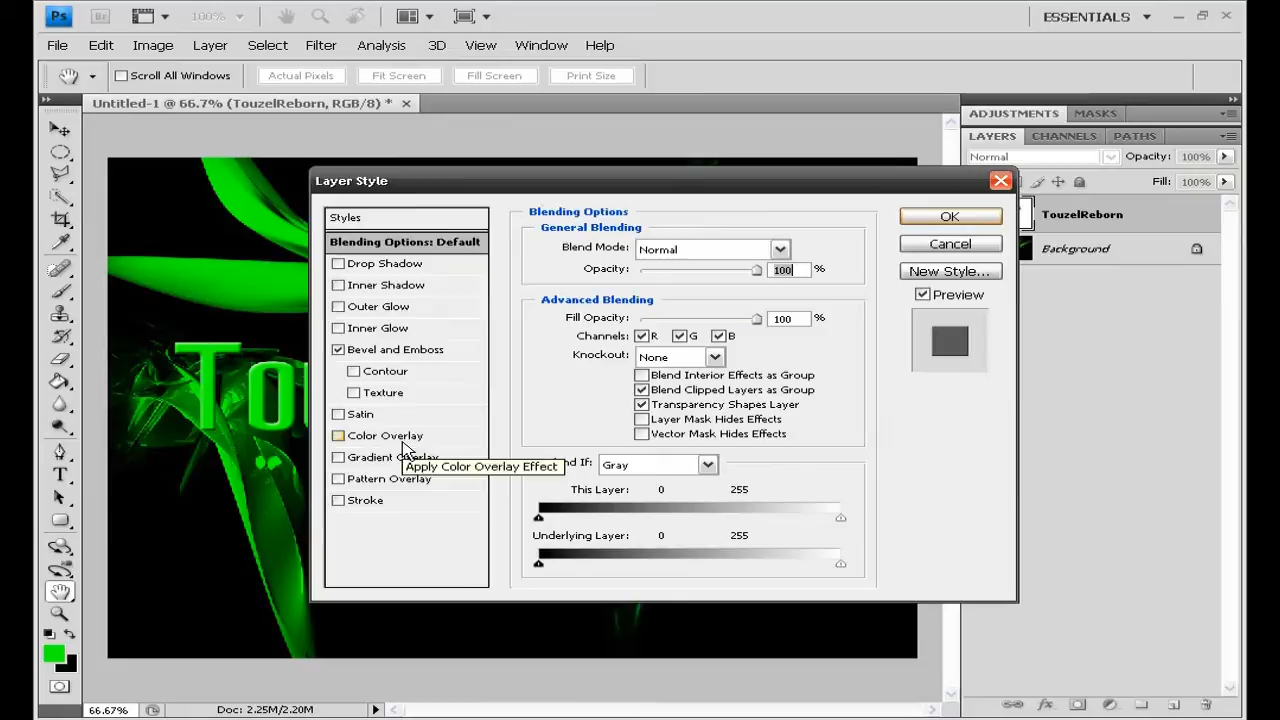 Ps Br 100% ESSENTIALS
File Edit Image Layer Select Filter Analysis 3D View Window Help
Scroll All Windows Actual Pixels Fit Screen Fill Screen Print Size
Untitled-1 @ 66.7% (TouzelReborn, RGB/8) *
ADJUSTMENTS MASKS
LAYERS CHANNELS PATHS
Normal Opacity: 100%
Fill: 100%
TouzelReborn
Background
Tou
Layer Style
Styles
Blending Options: Default
Drop Shadow
Inner Shadow
Outer Glow
Inner Glow
Bevel and Emboss
Contour
Texture
Satin
Color Overlay
Gradient Overlay
Pattern Overlay
Stroke
Apply Color Overlay Effect
Blending Options
General Blending
Blend Mode: Normal
Opacity: 100 %
Advanced Blending
Fill Opacity: 100 %
Channels: R G B
Knockout: None
Blend Interior Effects as Group
Blend Clipped Layers as Group
Transparency Shapes Layer
Layer Mask Hides Effects
Vector Mask Hides Effects
If: Gray
This Layer: 0 255
Underlying Layer: 0 255
OK
Cancel
New Style...
Preview
66.67% Doc: 2.25M/2.20M